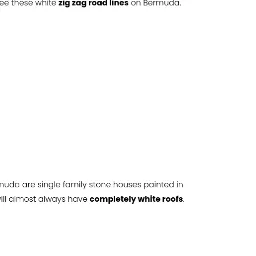 ee these white zig zag road lines on Bermuda.
muda are single family stone houses painted in
ill almost always have completely white roofs.